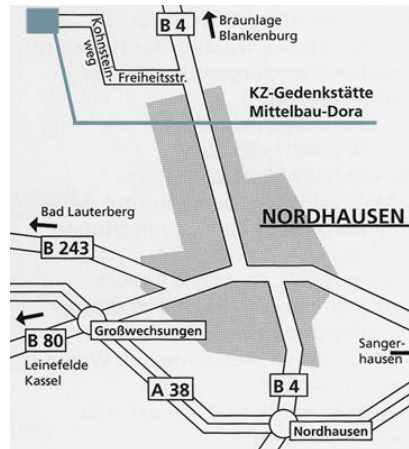 B 4
Braunlage
Blankenburg
Kohnstein-
weg
Freiheitsstr.
KZ-Gedenkstätte
Mittelbau-Dora
Bad Lauterberg
NORDHAUSEN
B 243
Großwechsungen
B 80
Sanger-
hausen
Leinefelde
Kassel
A 38
B 4
Nordhausen